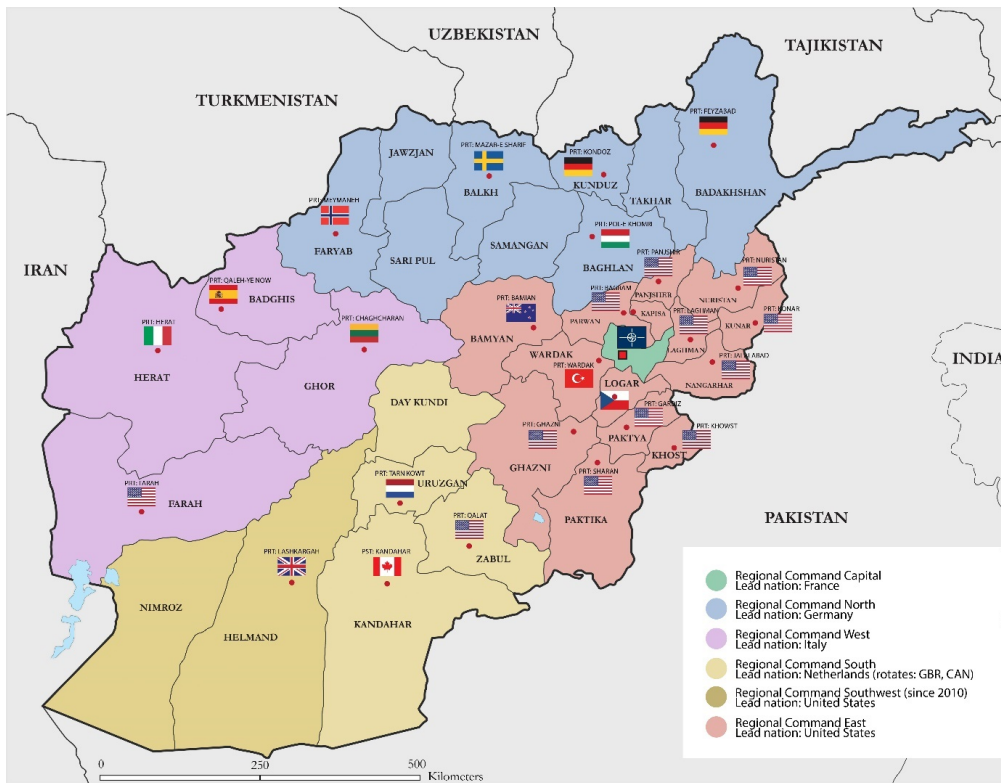 UZBEKISTAN
TAJIKISTAN
TURKMENISTAN
PRT: FEYZABAD
JAWZJAN
PRT: MAZAR-E SHARIF
BALKH
PRT: KONDOZ
KUNDUZ
TAKHAR
BADAKHSHAN
PRT: MEYMANEH
FARYAB
SARI PUL
SAMANGAN
PRT: POL-E KHOMRI
BAGHLAN
IRAN
PRT: QALEH-YE NOW
BADGHIS
PRT: PANJSHIR
PANJSHER
PRT: NURISTAN
NURISTAN
PRT: BAGRAM
PARWAN
KAPISA
PRT: BAMIAN
BAMYAN
PRT: LAGHMAN
LAGHMAN
KUNAR
PRT: KONAR
PRT: HERAT
HERAT
PRT: CHAGHCHARAN
GHOR
WARDAK
PRT: WARDAK
PRT: JALALABAD
NANGARHAR
INDIA
LOGAR
DAY KUNDI
PRT: GARDIZ
PAKTYA
PRT: KHOWST
KHOST
PRT: GHAZNI
GHAZNI
PRT: SHARAN
PAKTIKA
PRT: FARAH
FARAH
PRT: TARN KOWT
URUZGAN
PRT: QALAT
ZABUL
PAKISTAN
PRT: LASHKARGAH
PST: KANDAHAR
NIMROZ
HELMAND
KANDAHAR
Regional Command Capital
Lead nation: France
Regional Command North
Lead nation: Germany
Regional Command West
Lead nation: Italy
Regional Command South
Lead nation: Netherlands (rotates: GBR, CAN)
Regional Command Southwest (since 2010)
Lead nation: United States
Regional Command East
Lead nation: United States
0 250 500
Kilometers